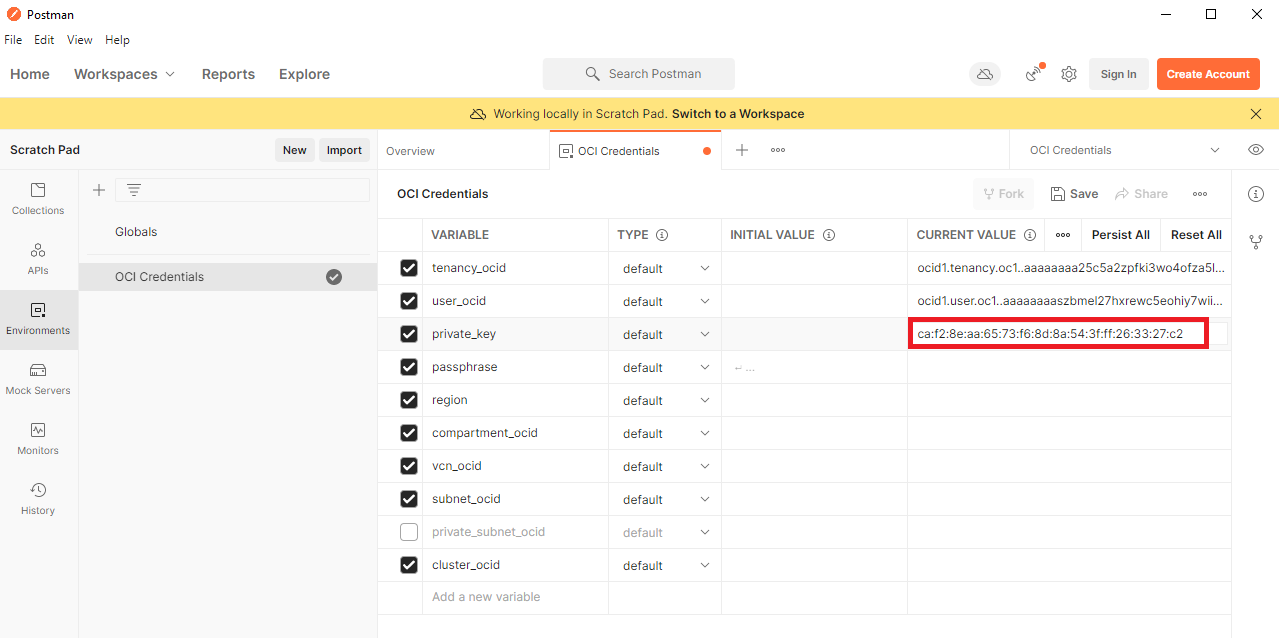 Postman
File Edit View Help
Home Workspaces Reports Explore Search Postman Sign In Create Account
Working locally in Scratch Pad. Switch to a Workspace
Scratch Pad New Import Overview OCI Credentials OCI Credentials
Collections
APIs
Environments
Mock Servers
Monitors
History
Globals
OCI Credentials
OCI Credentials Fork Save Share
VARIABLE TYPE INITIAL VALUE CURRENT VALUE Persist All Reset All
tenancy_ocid default ocid1.tenancy.oc1..aaaaaaaa25c5a2zpfki3wo4ofza5l...
user_ocid default ocid1.user.oc1..aaaaaaaaszbmel27hxrewc5eohiy7wii...
private_key default ca:f2:8e:aa:65:73:f6:8d:8a:54:3f:ff:26:33:27:c2
passphrase default ↵ ...
region default
compartment_ocid default
vcn_ocid default
subnet_ocid default
private_subnet_ocid default
cluster_ocid default
Add a new variable